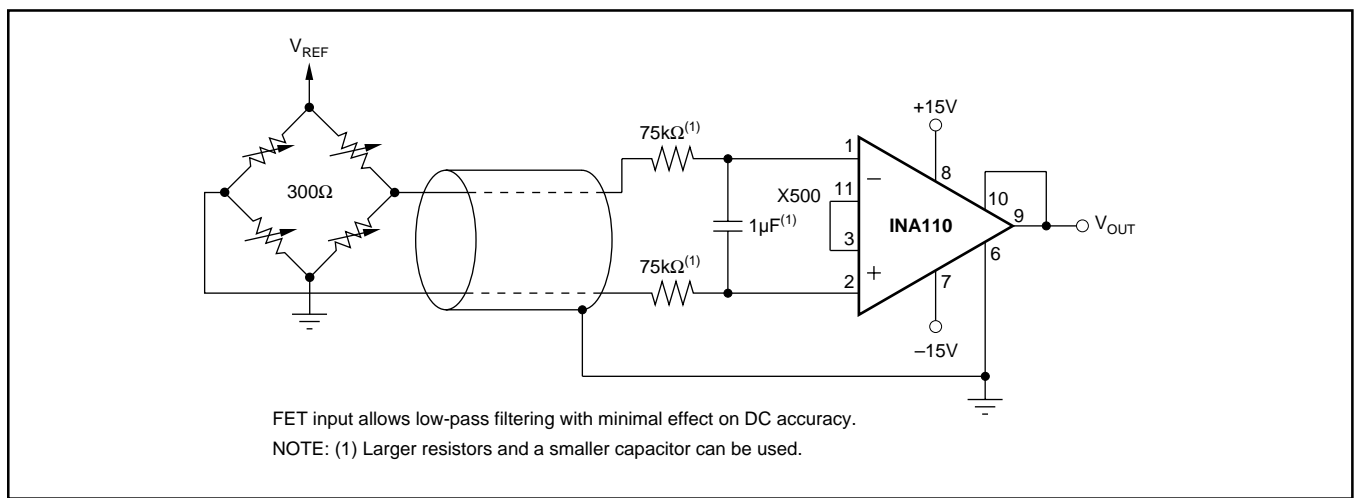 V_REF
+15V
75kΩ(1)
1
8
300Ω
11
−
10
X500
1µF(1)
INA110
9
V_OUT
3
75kΩ(1)
6
2
+
7
–15V
FET input allows low-pass filtering with minimal effect on DC accuracy.
NOTE: (1) Larger resistors and a smaller capacitor can be used.